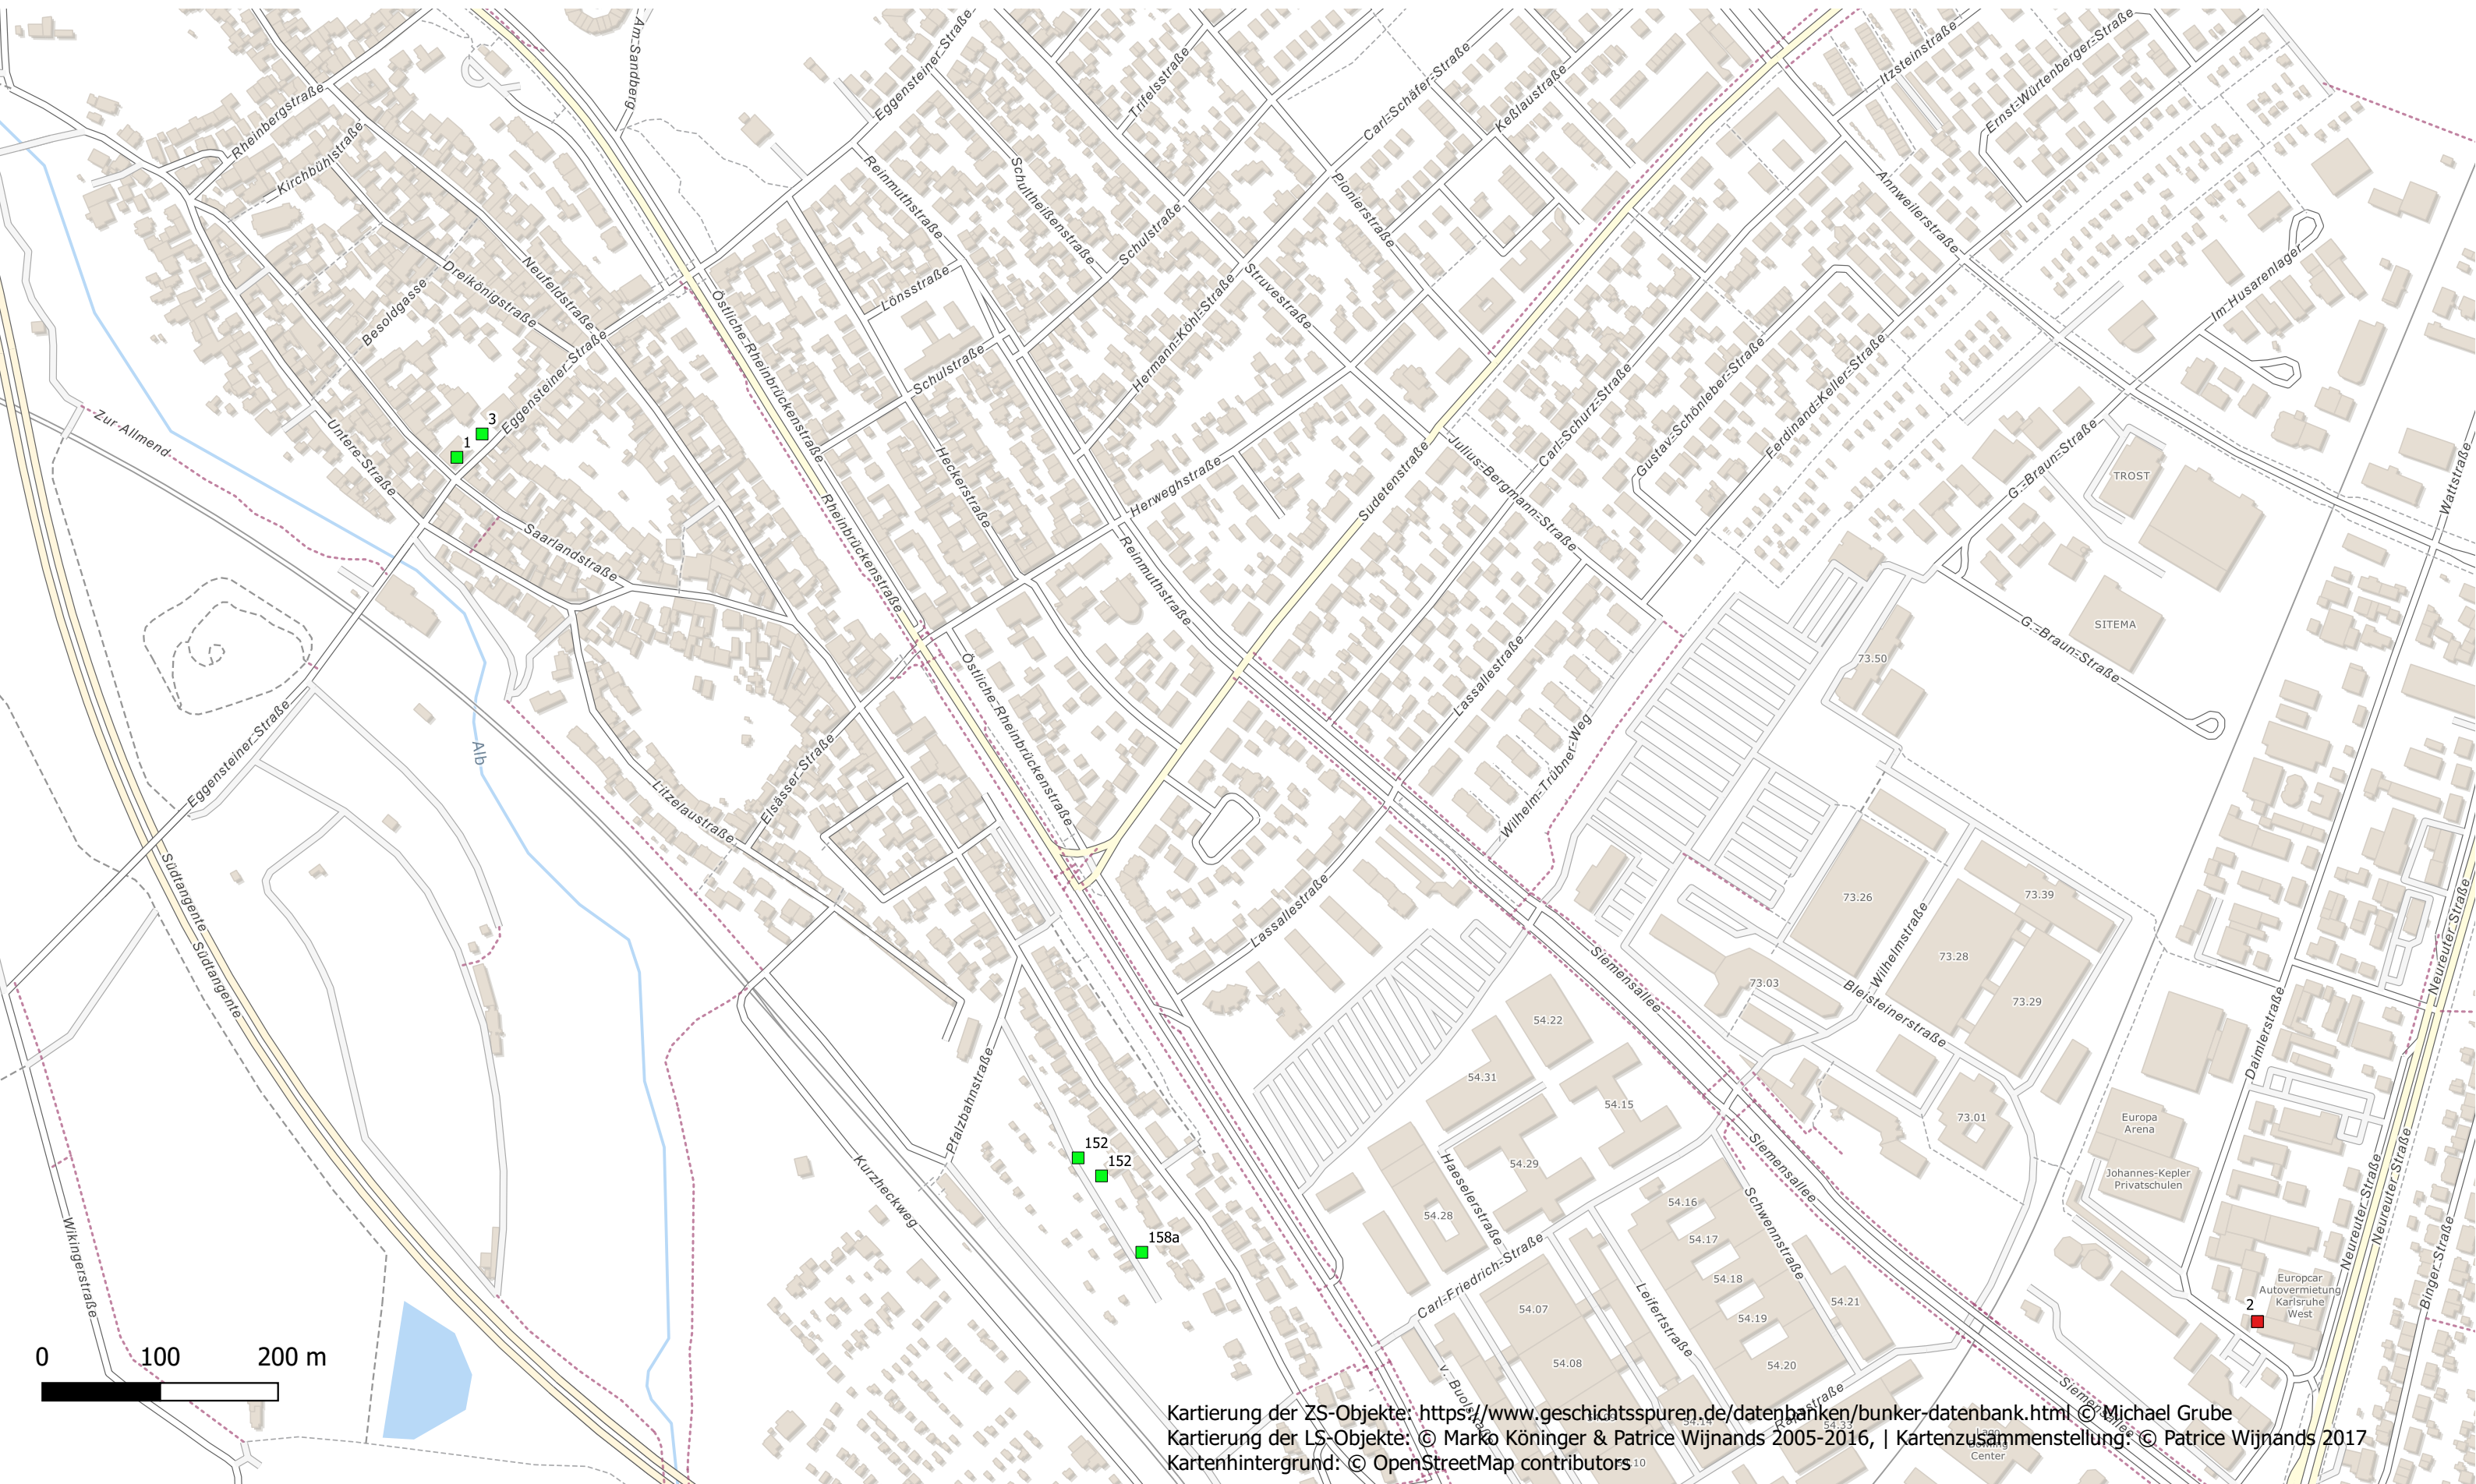 Am-Sandberg
Eggensteiner-Straße
Trifelsstraße
Carl-Schäfer-Straße
Keßlaustraße
Itzsteinstraße
Ernst-Würtenberger-Straße
Rheinbergstraße
Kirchbühlstraße
Reinmuthstraße
Schultheißenstraße
Schulstraße
Pionierstraße
Annweilerstraße
Im-Husarenlager
Dreikönigstraße
Neufeldstraße
Besoldgasse
Lönsstraße
Struvestraße
Hermann-Köhl-Straße
Östliche-Rheinbrückenstraße
Schulstraße
Eggensteiner-Straße
Carl-Schurz-Straße
Gustav-Schönleber-Straße
Ferdinand-Keller-Straße
Zur-Allmend
Untere-Straße
3
1
Heckerstraße
Herweghstraße
Sudetenstraße
Julius-Bergmann-Straße
G.-Braun-Straße
TROST
Wattstraße
Saarlandstraße
Rheinbrückenstraße
Reinmuthstraße
SITEMA
G.-Braun-Straße
73.50
Lassallestraße
Eggensteiner-Straße
Alb
Östliche-Rheinbrückenstraße
Elsässer-Straße
Litzelaustraße
Wilhelm-Trübner-Weg
Südtangente
Südtangente
Lassallestraße
73.26
73.39
Wilhelmstraße
73.28
73.29
73.03
Bleisteinerstraße
Siemensallee
Neureuter-Straße
Daimlerstraße
54.22
54.31
54.15
54.29
54.28
Pfalzbahnstraße
Kurzheckweg
152
152
158a
73.01
Europa
Arena
Johannes-Kepler
Privatschulen
Siemensallee
Haeselerstraße
Schwennstraße
54.16
54.17
54.18
54.19
54.20
54.21
Carl-Friedrich-Straße
54.07
54.08
Leifertstraße
Wikingerstraße
Neureuter-Straße
Neureuter-Straße
Binger-Straße
Europcar
Autovermietung
Karlsruhe
West
2
0 100 200 m
Siemensallee
Kartierung der ZS-Objekte: https://www.geschichtsspuren.de/datenbanken/bunker-datenbank.html © Michael Grube
Kartierung der LS-Objekte: © Marko Köninger & Patrice Wijnands 2005-2016, | Kartenzusammenstellung: © Patrice Wijnands 2017
Kartenhintergrund: © OpenStreetMap contributors